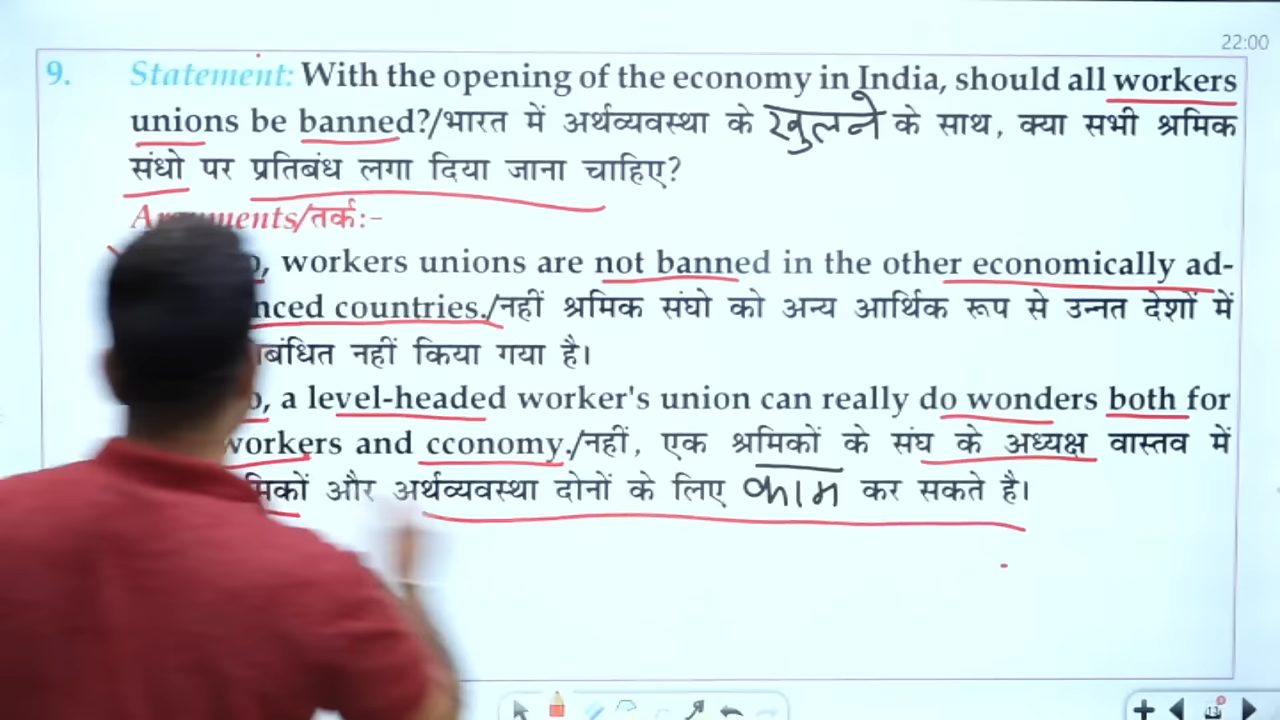 22:00
9. Statement: With the opening of the economy in India, should all workers
unions be banned?/भारत में अर्थव्यवस्था के खुलने के साथ, क्या सभी श्रमिक
संघो पर प्रतिबंध लगा दिया जाना चाहिए?
Arguments/तर्कः-
workers unions are not banned in the other economically ad-
countries./नहीं श्रमिक संघो को अन्य आर्थिक रूप से उन्नत देशों में
नहीं किया गया है।
a level-headed worker's union can really do wonders both for
workers and cconomy./नहीं, एक श्रमिकों के संघ के अध्यक्ष वास्तव में
और अर्थव्यवस्था दोनों के लिए काम कर सकते है।